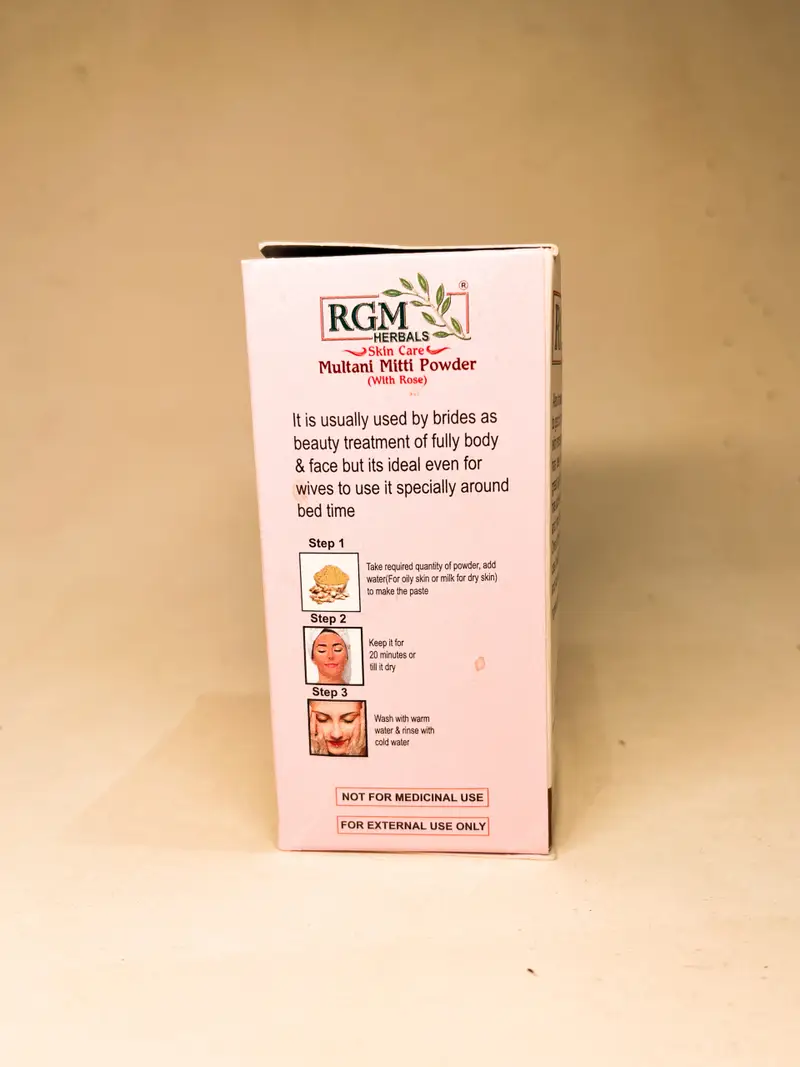 RGM
HERBALS
®
Skin Care
Multani Mitti Powder
(With Rose)
It is usually used by brides as
beauty treatment of fully body
& face but its ideal even for
wives to use it specially around
bed time
Step 1
Take required quantity of powder, add
water(For oily skin or milk for dry skin)
to make the paste
Step 2
Keep it for
20 minutes or
till it dry
Step 3
Wash with warm
water & rinse with
cold water
NOT FOR MEDICINAL USE
FOR EXTERNAL USE ONLY